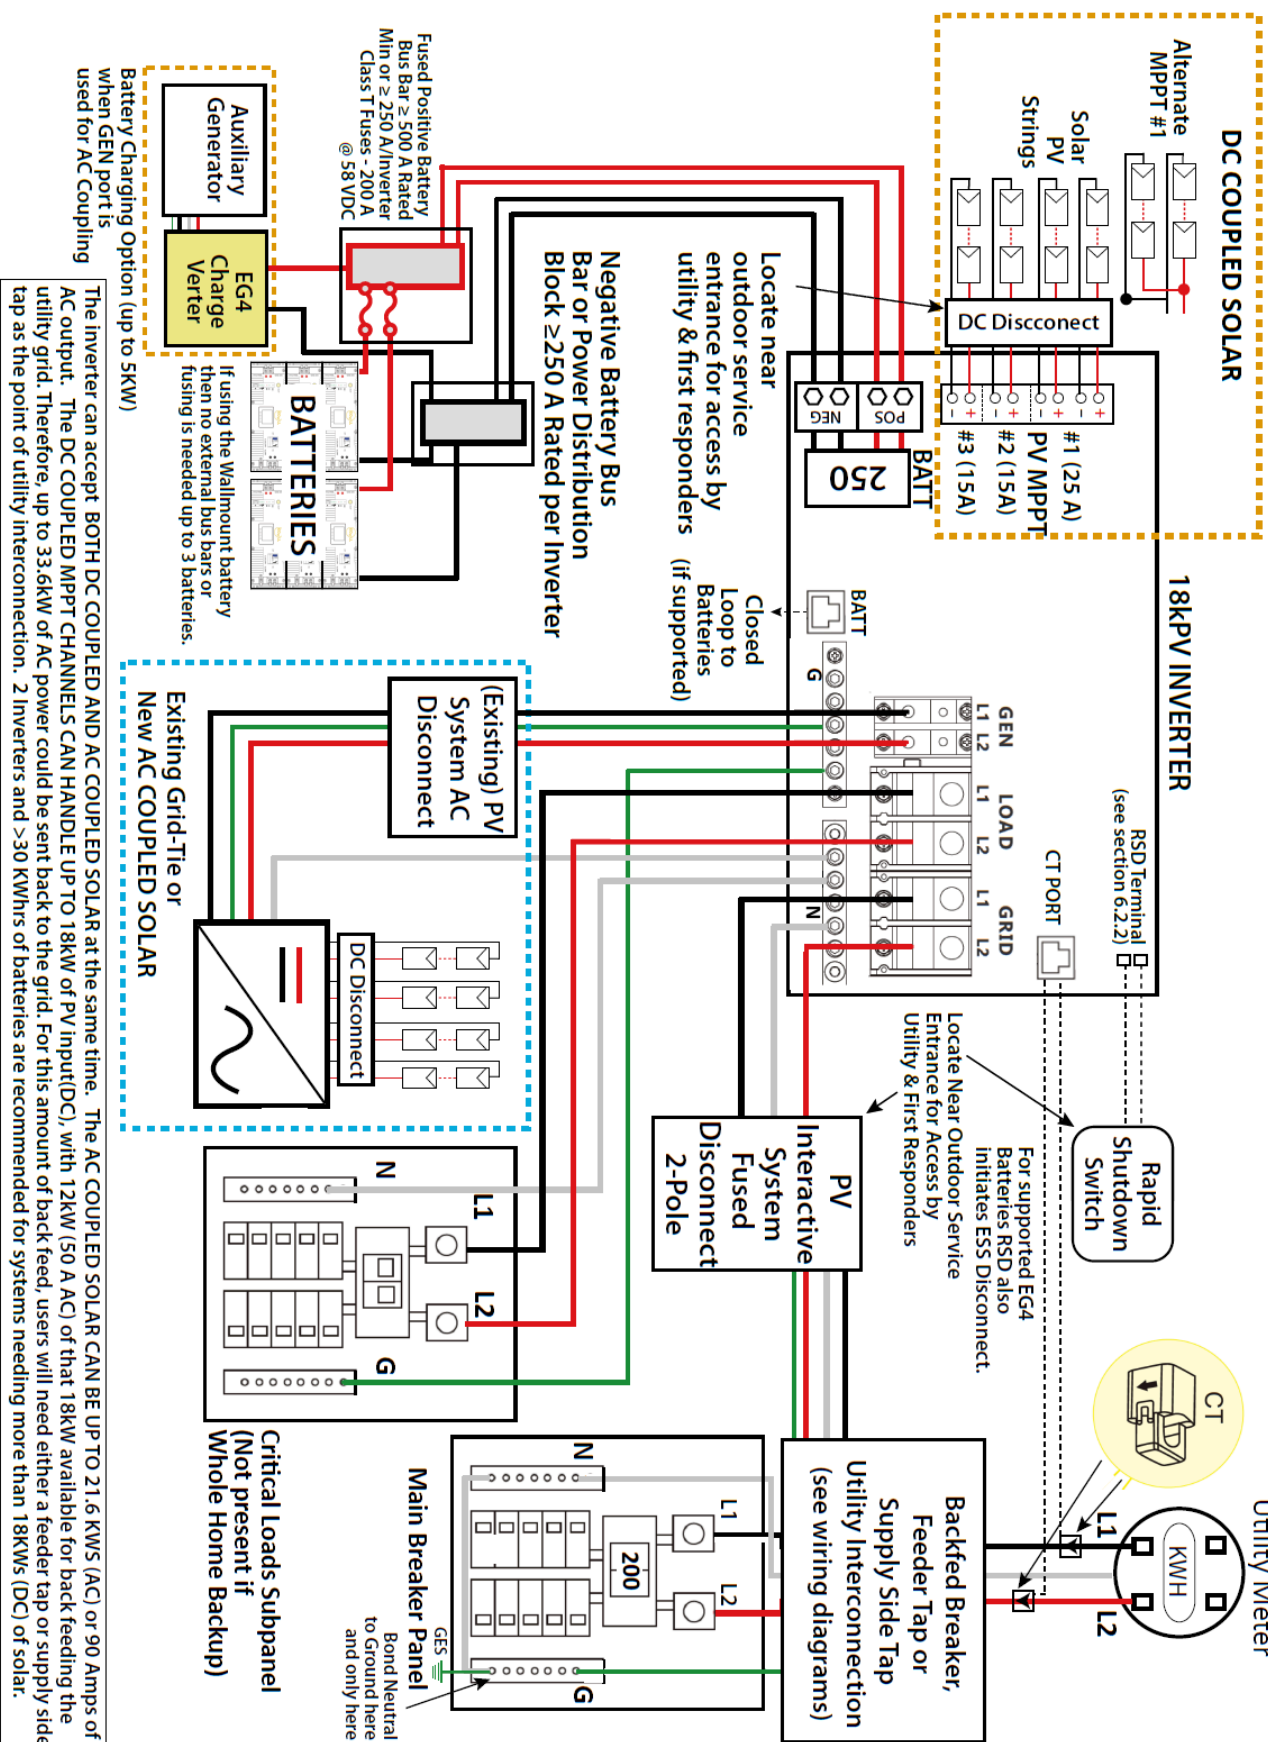 DC COUPLED SOLAR
Alternate
MPPT #1
Solar
PV
Strings
DC Discconect
+
-
+
-
+
-
+
-
#1 (25 A)
PV MPPT
#2 (15A)
#3 (15A)
18kPV INVERTER
Locate near
outdoor service
entrance for access by
utility & first responders
POS
NEG
BATT
250
Fused Positive Battery
Bus Bar ≥ 500 A Rated
Min or ≥ 250 A/Inverter
Class T Fuses - 200 A
@ 58 VDC
Negative Battery Bus
Bar or Power Distribution
Block ≥250 A Rated per Inverter
Auxiliary
Generator
EG4
Charge
Verter
Battery Charging Option (up to 5KW)
when GEN port is
used for AC Coupling
BATTERIES
If using the Wallmount battery
then no external bus bars or
fusing is needed up to 3 batteries.
BATT
Closed
Loop to
Batteries
(if supported)
G
N
GEN
L1 L2
LOAD
L1 L2
GRID
L1 L2
RSD Terminal
(see section 6.2.2)
CT PORT
(Existing) PV
System AC
Disconnect
Existing Grid-Tie or
New AC COUPLED SOLAR
DC Disconnect
Locate Near Outdoor Service
Entrance for Access by
Utility & First Responders
Rapid
Shutdown
Switch
For supported EG4
Batteries RSD also
initiates ESS Disconnect.
PV
Interactive
System
Fused
Disconnect
2-Pole
N
L1
L2
G
Critical Loads Subpanel
(Not present if
Whole Home Backup)
CT
Utility Meter
KWH
L1
L2
Backfed Breaker,
Feeder Tap or
Supply Side Tap
Utility Interconnection
(see wiring diagrams)
N
L1
L2
200
G
Main Breaker Panel
GES
Bond Neutral
to Ground here
and only here
The inverter can accept BOTH DC COUPLED AND AC COUPLED SOLAR at the same time. The AC COUPLED SOLAR CAN BE UP TO 21.6 KWS (AC) or 90 Amps of
AC output. The DC COUPLED MPPT CHANNELS CAN HANDLE UP TO 18kW of PV input(DC), with 12kW (50 A AC) of that 18kW available for back feeding the
utility grid. Therefore, up to 33.6kW of AC power could be sent back to the grid. For this amount of back feed, users will need either a feeder tap or supply side
tap as the point of utility interconnection. 2 Inverters and >30 KWhrs of batteries are recommended for systems needing more than 18KWs (DC) of solar.